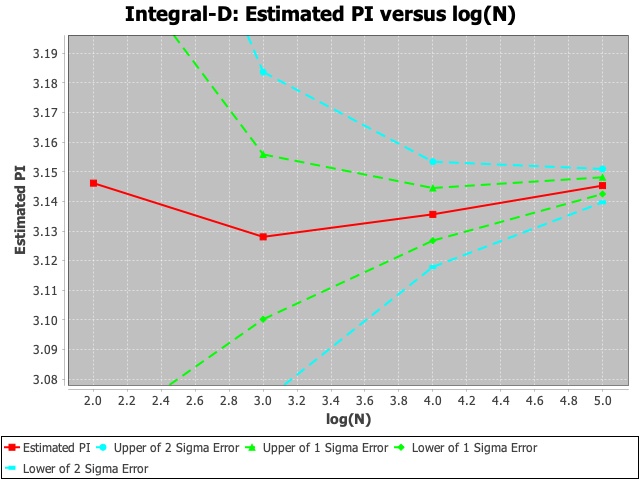 Integral-D: Estimated PI versus log(N)
3.19
3.18
3.17
3.16
3.15
3.14
3.13
3.12
3.11
3.10
3.09
3.08
Estimated PI
2.0 2.2 2.4 2.6 2.8 3.0 3.2 3.4 3.6 3.8 4.0 4.2 4.4 4.6 4.8 5.0
log(N)
Estimated PI Upper of 2 Sigma Error Upper of 1 Sigma Error Lower of 1 Sigma Error
Lower of 2 Sigma Error